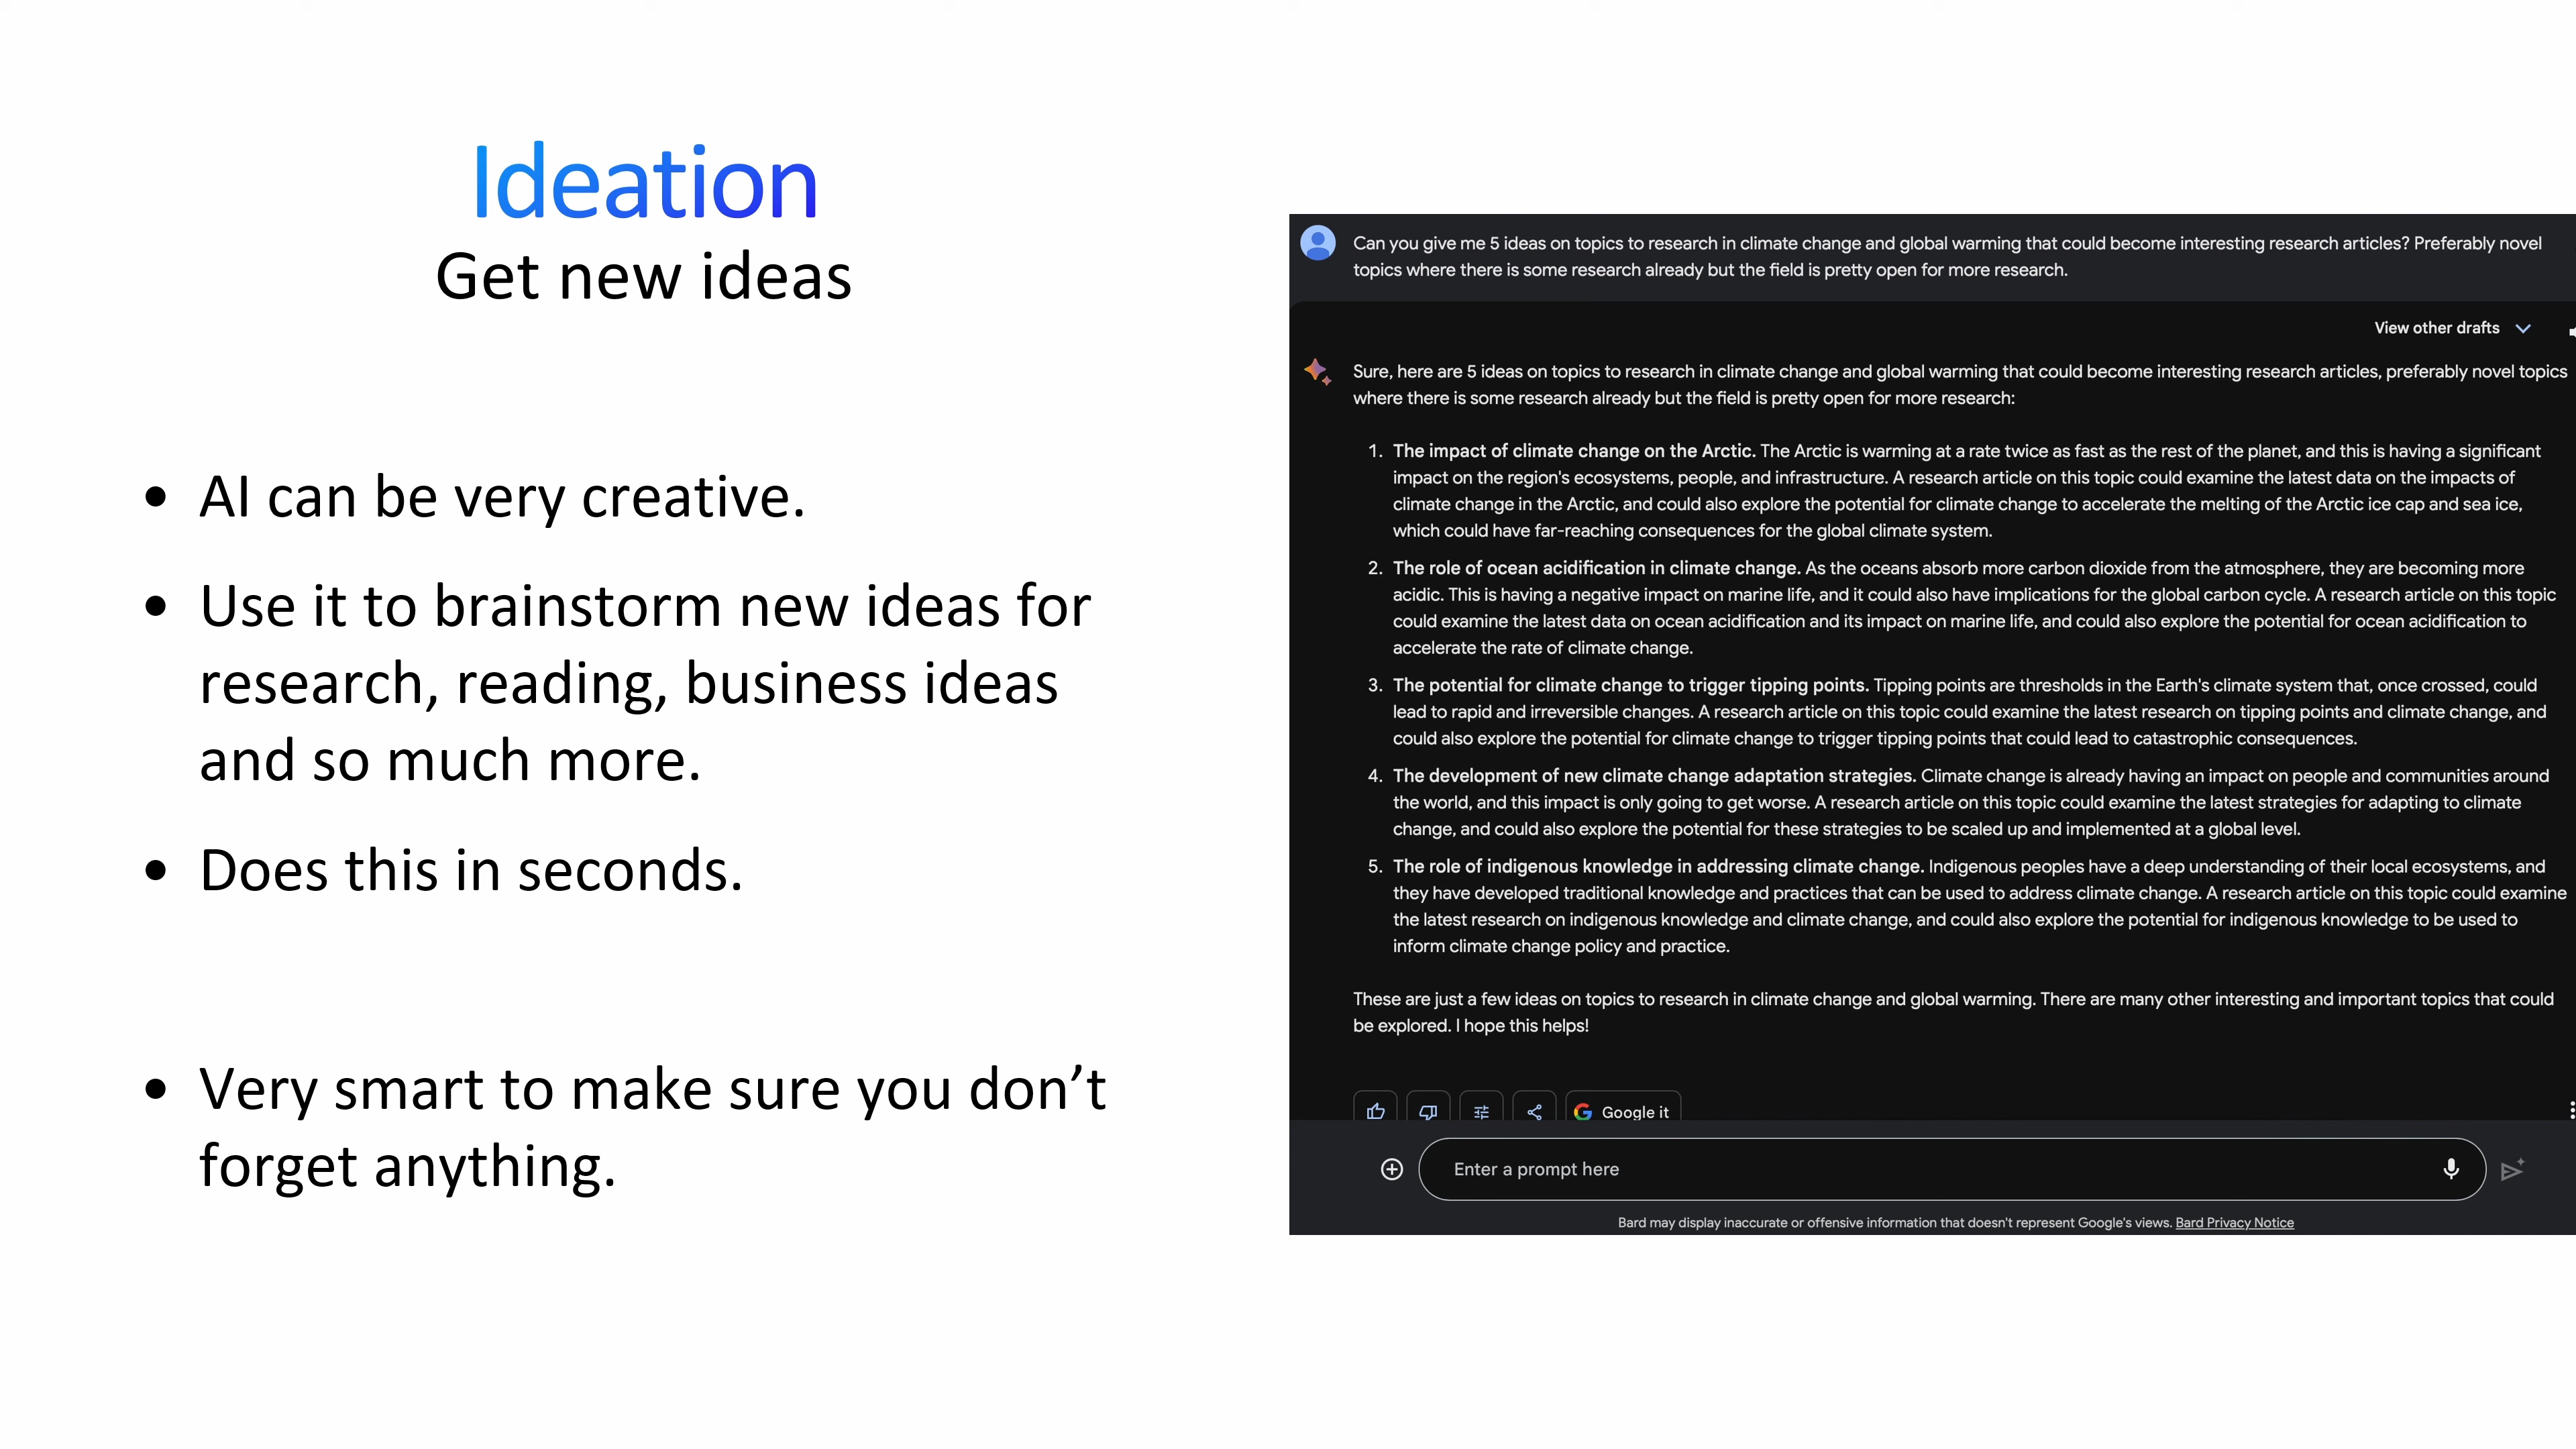 Ideation
Get new ideas
• AI can be very creative.
• Use it to brainstorm new ideas for
research, reading, business ideas
and so much more.
• Does this in seconds.
• Very smart to make sure you don’t
forget anything.
Can you give me 5 ideas on topics to research in climate change and global warming that could become interesting research articles? Preferably novel
topics where there is some research already but the field is pretty open for more research.
View other drafts
Sure, here are 5 ideas on topics to research in climate change and global warming that could become interesting research articles, preferably novel topics
where there is some research already but the field is pretty open for more research:
1. The impact of climate change on the Arctic. The Arctic is warming at a rate twice as fast as the rest of the planet, and this is having a significant
impact on the region's ecosystems, people, and infrastructure. A research article on this topic could examine the latest data on the impacts of
climate change in the Arctic, and could also explore the potential for climate change to accelerate the melting of the Arctic ice cap and sea ice,
which could have far-reaching consequences for the global climate system.
2. The role of ocean acidification in climate change. As the oceans absorb more carbon dioxide from the atmosphere, they are becoming more
acidic. This is having a negative impact on marine life, and it could also have implications for the global carbon cycle. A research article on this topic
could examine the latest data on ocean acidification and its impact on marine life, and could also explore the potential for ocean acidification to
accelerate the rate of climate change.
3. The potential for climate change to trigger tipping points. Tipping points are thresholds in the Earth's climate system that, once crossed, could
lead to rapid and irreversible changes. A research article on this topic could examine the latest research on tipping points and climate change, and
could also explore the potential for climate change to trigger tipping points that could lead to catastrophic consequences.
4. The development of new climate change adaptation strategies. Climate change is already having an impact on people and communities around
the world, and this impact is only going to get worse. A research article on this topic could examine the latest strategies for adapting to climate
change, and could also explore the potential for these strategies to be scaled up and implemented at a global level.
5. The role of indigenous knowledge in addressing climate change. Indigenous peoples have a deep understanding of their local ecosystems, and
they have developed traditional knowledge and practices that can be used to address climate change. A research article on this topic could examine
the latest research on indigenous knowledge and climate change, and could also explore the potential for indigenous knowledge to be used to
inform climate change policy and practice.
These are just a few ideas on topics to research in climate change and global warming. There are many other interesting and important topics that could
be explored. I hope this helps!
Google it
Enter a prompt here
Bard may display inaccurate or offensive information that doesn't represent Google's views. Bard Privacy Notice